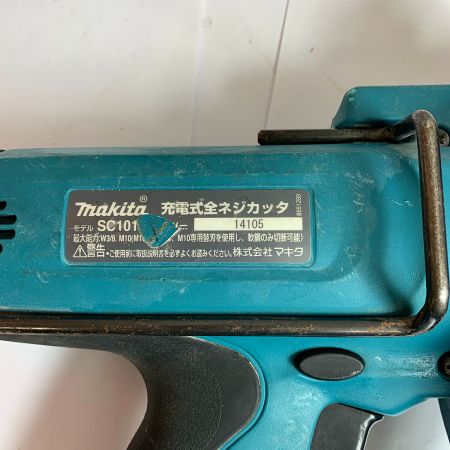 makita® 充電式全ネジカッタ
モデル SC101 14105
最大能力:W3/8. M10(M10 M10専用替刃を使用し、軟鋼のみ切断可能)
⚠警告・ご使用前に取扱説明書を必ずよくお読みください。株式会社マキタ